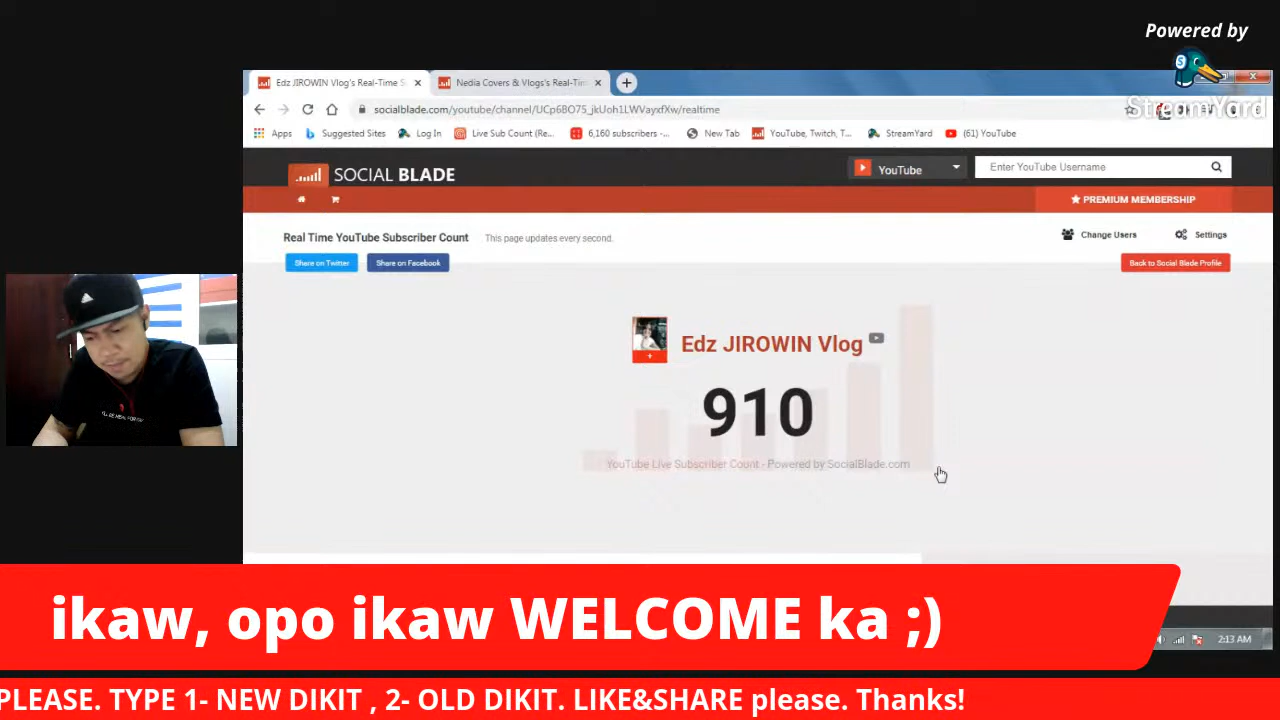 Powered by
StreamYard
Edz JIROWIN Vlog's Real-Time S
Nedia Covers & Vlogs's Real-Tim
socialblade.com/youtube/channel/UCp6BO75_jkUoh1LWVayxfXw/realtime
Apps
Suggested Sites
Log In
Live Sub Count (Re...
6,160 subscribers -...
New Tab
YouTube, Twitch, T...
StreamYard
(61) YouTube
SOCIAL BLADE
YouTube
Enter YouTube Username
PREMIUM MEMBERSHIP
Real Time YouTube Subscriber Count
This page updates every second.
Change Users
Settings
Share on Twitter
Share on Facebook
Back to Social Blade Profile
Edz JIROWIN Vlog
910
YouTube Live Subscriber Count - Powered by SocialBlade.com
ikaw, opo ikaw WELCOME ka ;)
2:13 AM
PLEASE. TYPE 1- NEW DIKIT , 2- OLD DIKIT. LIKE&SHARE please. Thanks!